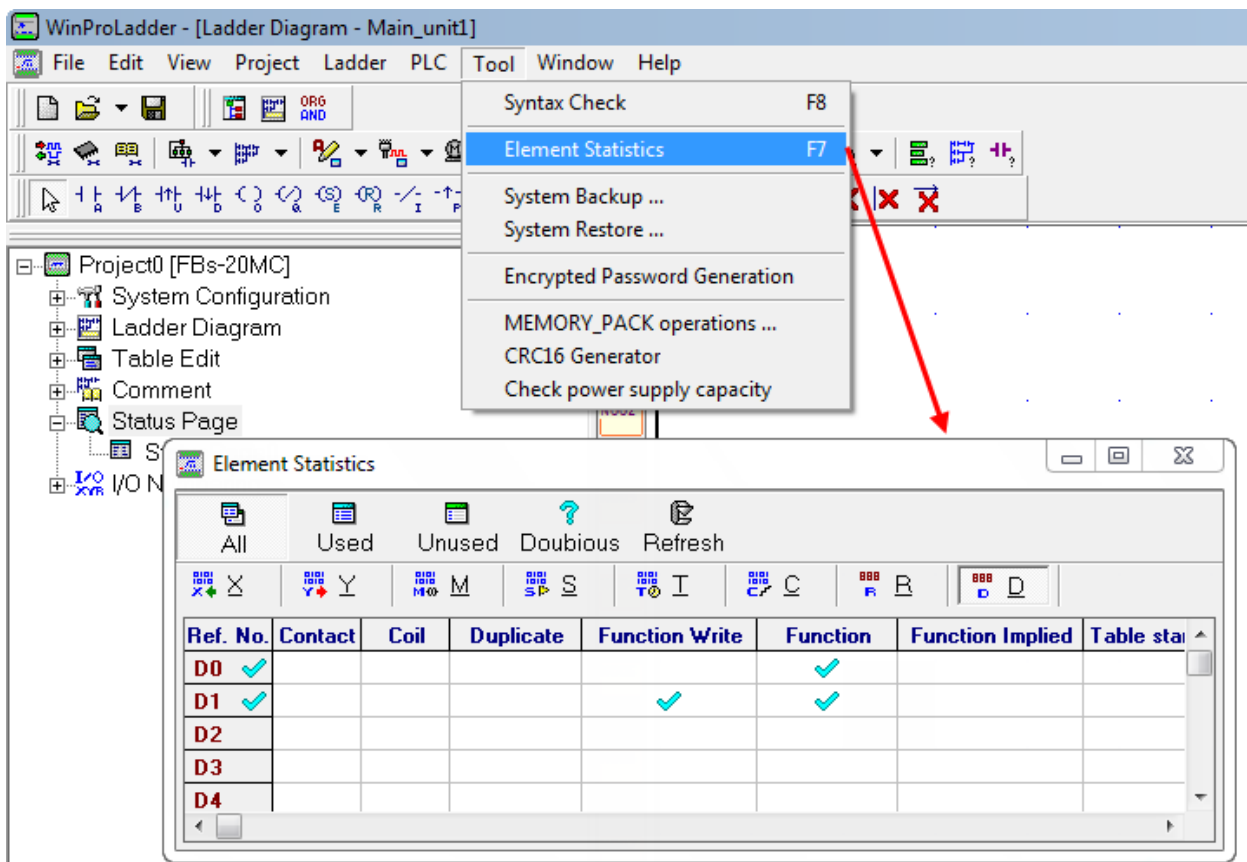 WinProLadder - [Ladder Diagram - Main_unit1]
File Edit View Project Ladder PLC Tool Window Help
ORG
AND
Syntax Check F8
Element Statistics F7
System Backup ...
System Restore ...
Encrypted Password Generation
MEMORY_PACK operations ...
CRC16 Generator
Check power supply capacity
Project0 [FBs-20MC]
System Configuration
Ladder Diagram
Table Edit
Comment
Status Page
I/O N
Element Statistics
All Used Unused Doubious Refresh
X Y M S T C R D
Ref. No. Contact Coil Duplicate Function Write Function Function Implied Table star
D0
D1
D2
D3
D4